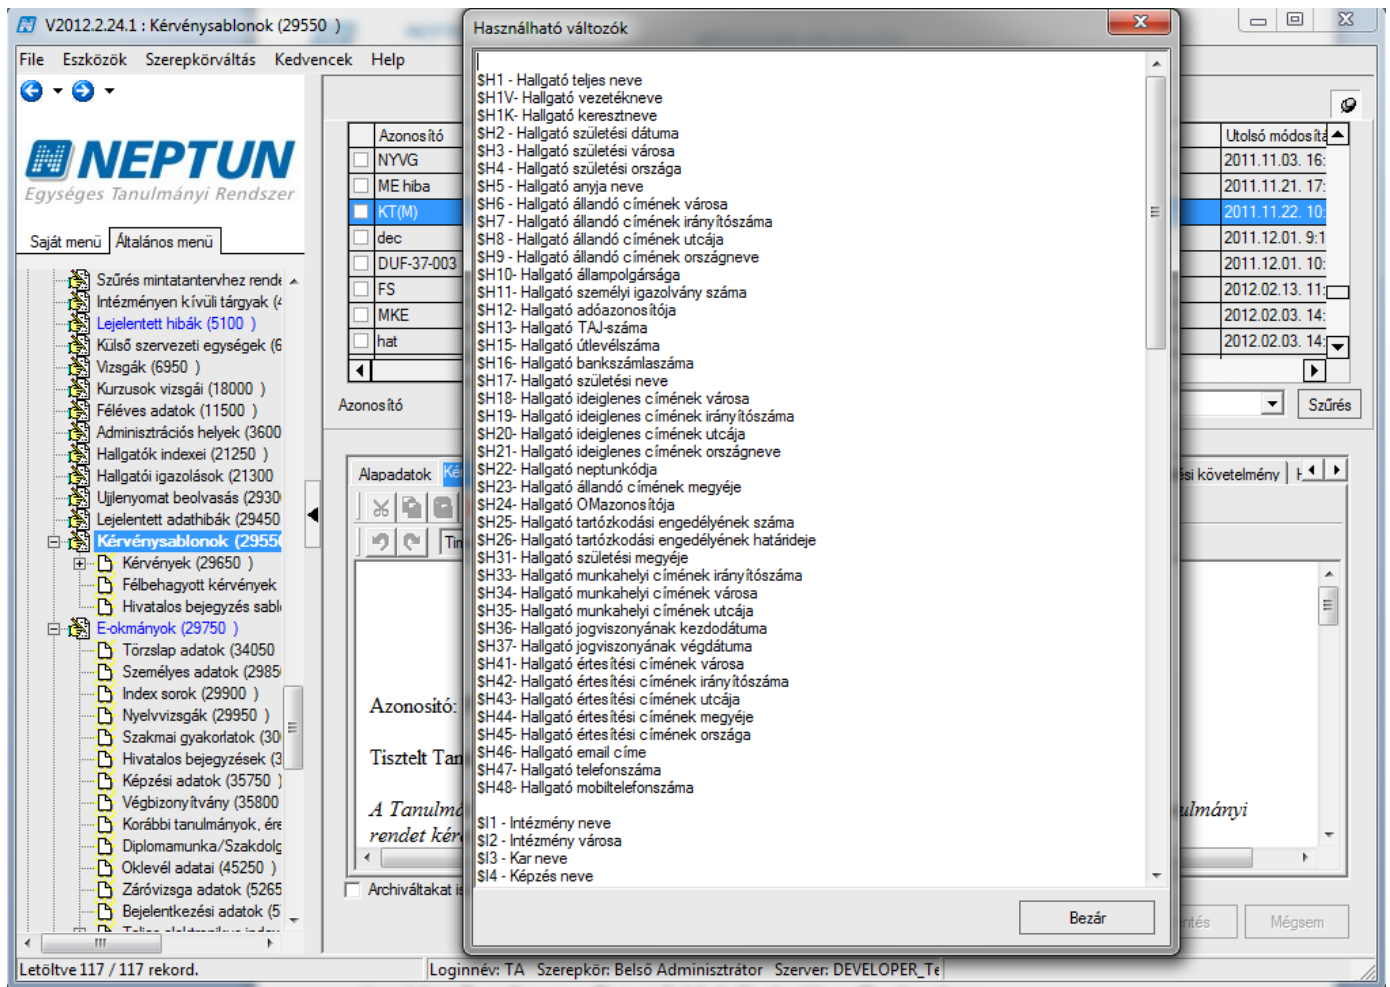 V2012.2.24.1 : Kérvénysablonok (29550 )
File Eszközök Szerepkörváltás Kedvencek Help
NEPTUN
Egységes Tanulmányi Rendszer
Saját menü Általános menü
Szűrés mintatantervhez rende
Intézményen kívüli tárgyak (4
Lejelentett hibák (5100 )
Külső szervezeti egységek (6
Vizsgák (6950 )
Kurzusok vizsgái (18000 )
Féléves adatok (11500 )
Adminisztrációs helyek (3600
Hallgatók indexei (21250 )
Hallgatói igazolások (21300
Ujjlenyomat beolvasás (2930
Lejelentett adathibák (29450
Kérvénysablonok (2955
Kérvények (29650 )
Félbehagyott kérvények
Hivatalos bejegyzés sabl
E-okmányok (29750 )
Törzslap adatok (34050
Személyes adatok (2985
Index sorok (29900 )
Nyelvvizsgák (29950 )
Szakmai gyakorlatok (30
Hivatalos bejegyzések (3
Képzési adatok (35750 )
Végbizonyítvány (35800
Korábbi tanulmányok, ére
Diplomamunka/Szakdolg
Oklevél adatai (45250 )
Záróvizsga adatok (5265
Bejelentkezési adatok (5
Letöltve 117 / 117 rekord.
Azonosító
NYVG
ME hiba
KT(M)
dec
DUF-37-003
FS
MKE
hat
Azonosító
Alapadatok
Azonosító:
Tisztelt Tan
A Tanulmá
rendet kér
Archiváltakat is
Loginnév: TA Szerepkör: Belső Adminisztrátor Szerver: DEVELOPER_Te
Használható változók
$H1 - Hallgató teljes neve
$H1V- Hallgató vezetékneve
$H1K- Hallgató keresztneve
$H2 - Hallgató születési dátuma
$H3 - Hallgató születési városa
$H4 - Hallgató születési országa
$H5 - Hallgató anyja neve
$H6 - Hallgató állandó címének városa
$H7 - Hallgató állandó címének irányítószáma
$H8 - Hallgató állandó címének utcája
$H9 - Hallgató állandó címének országneve
$H10- Hallgató állampolgársága
$H11- Hallgató személyi igazolvány száma
$H12- Hallgató adóazonosítója
$H13- Hallgató TAJ-száma
$H15- Hallgató útlevélszáma
$H16- Hallgató bankszámlaszáma
$H17- Hallgató születési neve
$H18- Hallgató ideiglenes címének városa
$H19- Hallgató ideiglenes címének irányítószáma
$H20- Hallgató ideiglenes címének utcája
$H21- Hallgató ideiglenes címének országneve
$H22- Hallgató neptunkódja
$H23- Hallgató állandó címének megyéje
$H24- Hallgató OMazonosítója
$H25- Hallgató tartózkodási engedélyének száma
$H26- Hallgató tartózkodási engedélyének határideje
$H31- Hallgató születési megyéje
$H33- Hallgató munkahelyi címének irányítószáma
$H34- Hallgató munkahelyi címének városa
$H35- Hallgató munkahelyi címének utcája
$H36- Hallgató jogviszonyának kezdodátuma
$H37- Hallgató jogviszonyának végdátuma
$H41- Hallgató értesítési címének városa
$H42- Hallgató értesítési címének irányítószáma
$H43- Hallgató értesítési címének utcája
$H44- Hallgató értesítési címének megyéje
$H45- Hallgató értesítési címének országa
$H46- Hallgató email címe
$H47- Hallgató telefonszáma
$H48- Hallgató mobiltelefonszáma
$I1 - Intézmény neve
$I2 - Intézmény városa
$I3 - Kar neve
$I4 - Képzés neve
Bezár
Utolsó módosítá
2011.11.03. 16:
2011.11.21. 17:
2011.11.22. 10:
2011.12.01. 9:1
2011.12.01. 10:
2012.02.13. 11:
2012.02.03. 14:
2012.02.03. 14:
Szűrés
ési követelmény
ulmányi
entés Mégsem